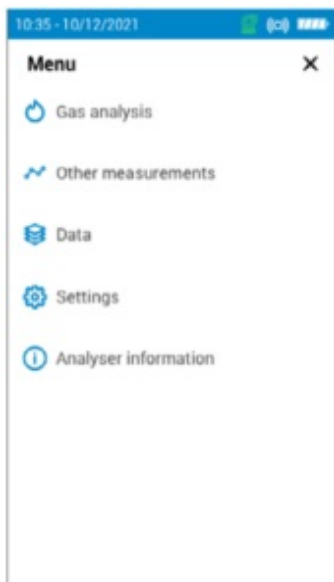 10:35 - 10/12/2021
Menu
Gas analysis
Other measurements
Data
Settings
Analyser information